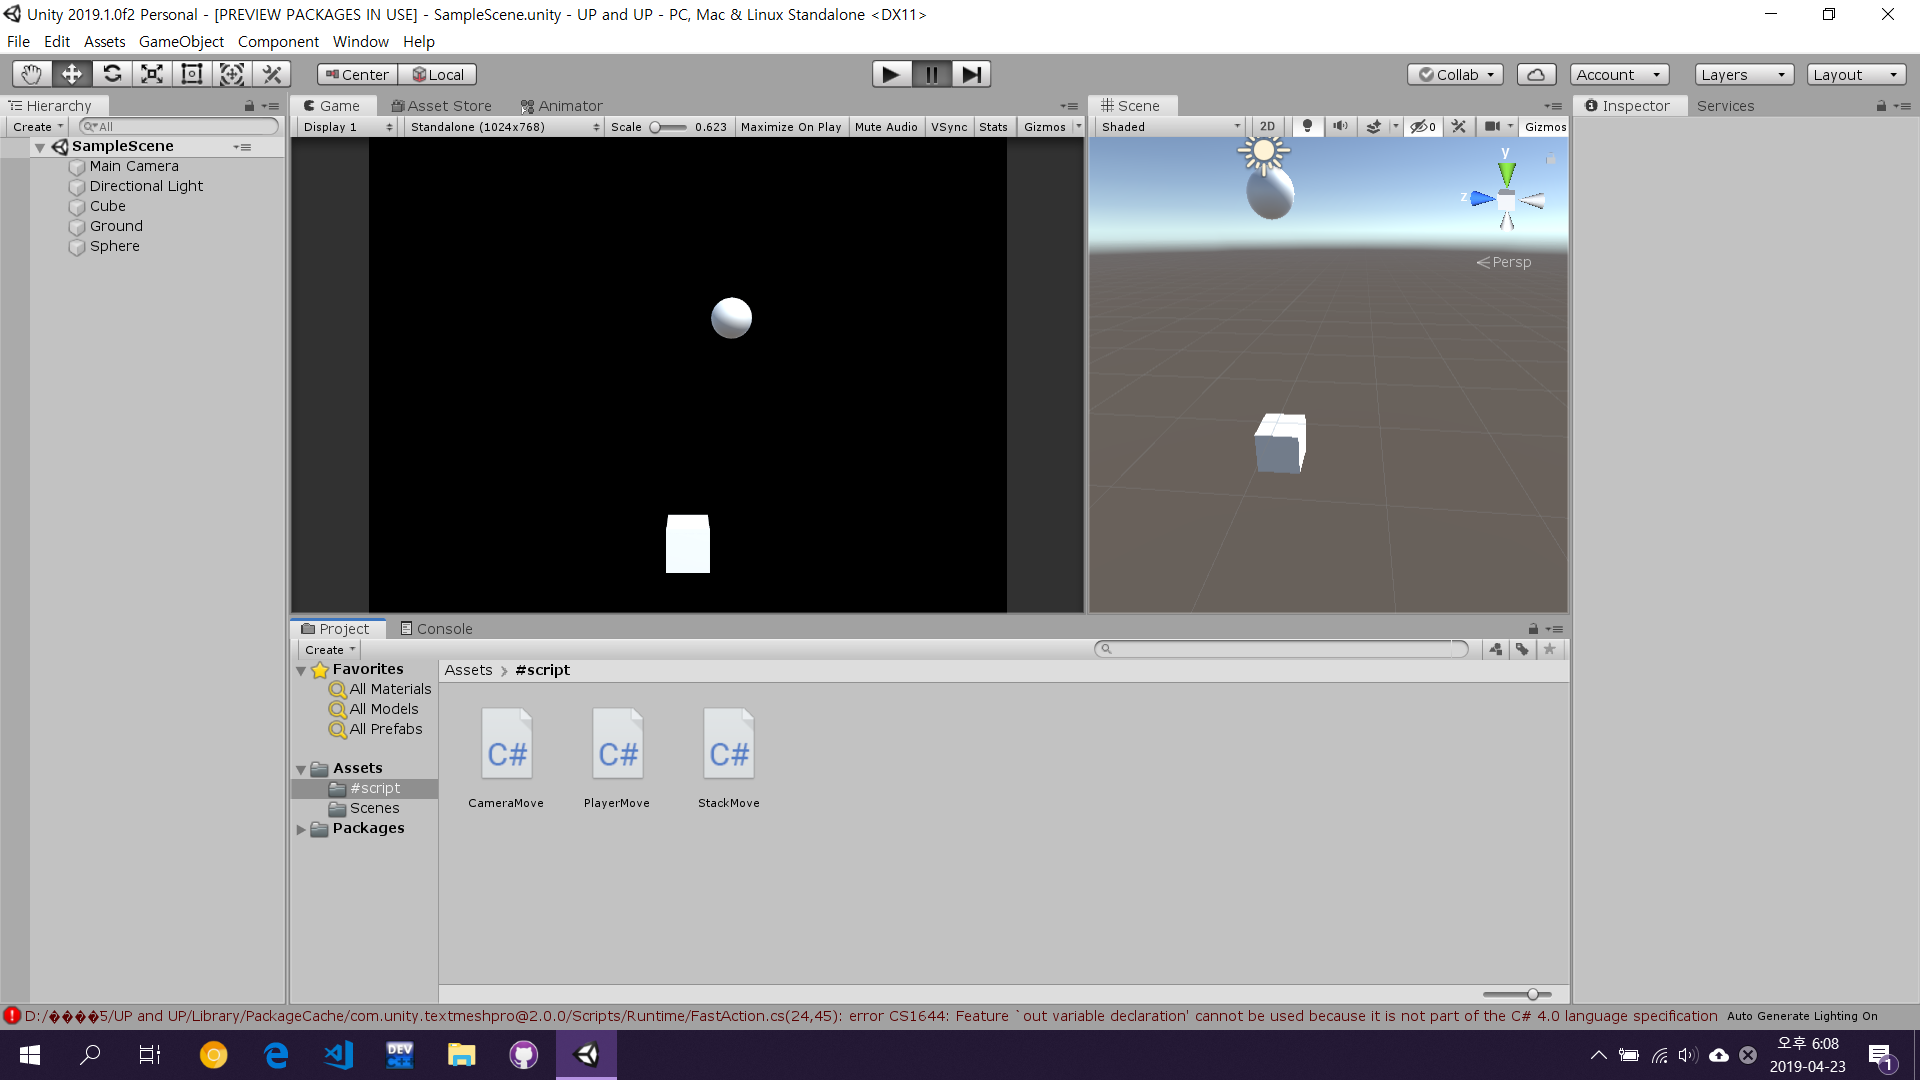 Unity 2019.1.0f2 Personal - [PREVIEW PACKAGES IN USE] - SampleScene.unity - UP and UP - PC, Mac & Linux Standalone <DX11>
File Edit Assets GameObject Component Window Help
Center Local Collab Account Layers Layout
Hierarchy
Create All
SampleScene
Main Camera
Directional Light
Cube
Ground
Sphere
Game Asset Store Animator
Display 1 Standalone (1024x768) Scale 0.623 Maximize On Play Mute Audio VSync Stats Gizmos
Scene
Shaded 2D 0 Gizmos
y
z
Persp
Inspector Services
Project Console
Create
Favorites
All Materials
All Models
All Prefabs
Assets
#script
Scenes
Packages
Assets > #script
C# C# C#
CameraMove PlayerMove StackMove
D:/����5/UP and UP/Library/PackageCache/com.unity.textmeshpro@2.0.0/Scripts/Runtime/FastAction.cs(24,45): error CS1644: Feature `out variable declaration' cannot be used because it is not part of the C# 4.0 language specification
Auto Generate Lighting On
DEV C++
오후 6:08
2019-04-23
1